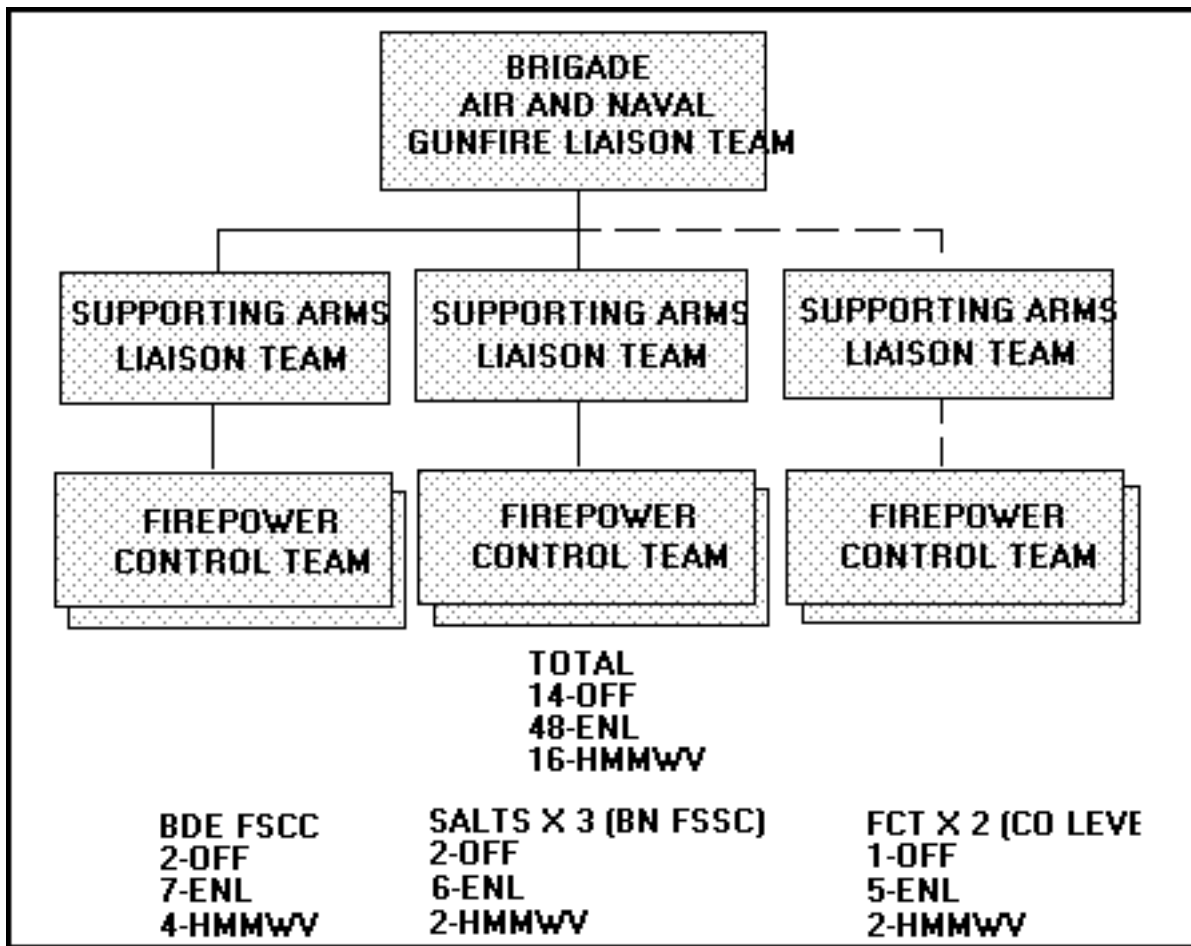 BRIGADE
AIR AND NAVAL
GUNFIRE LIAISON TEAM
SUPPORTING ARMS
LIAISON TEAM
SUPPORTING ARMS
LIAISON TEAM
SUPPORTING ARMS
LIAISON TEAM
FIREPOWER
CONTROL TEAM
FIREPOWER
CONTROL TEAM
FIREPOWER
CONTROL TEAM
TOTAL
14-OFF
48-ENL
16-HMMWV
BDE FSCC
2-OFF
7-ENL
4-HMMWV
SALTS X 3 (BN FSSC)
2-OFF
6-ENL
2-HMMWV
FCT X 2 (CO LEVE
1-OFF
5-ENL
2-HMMWV